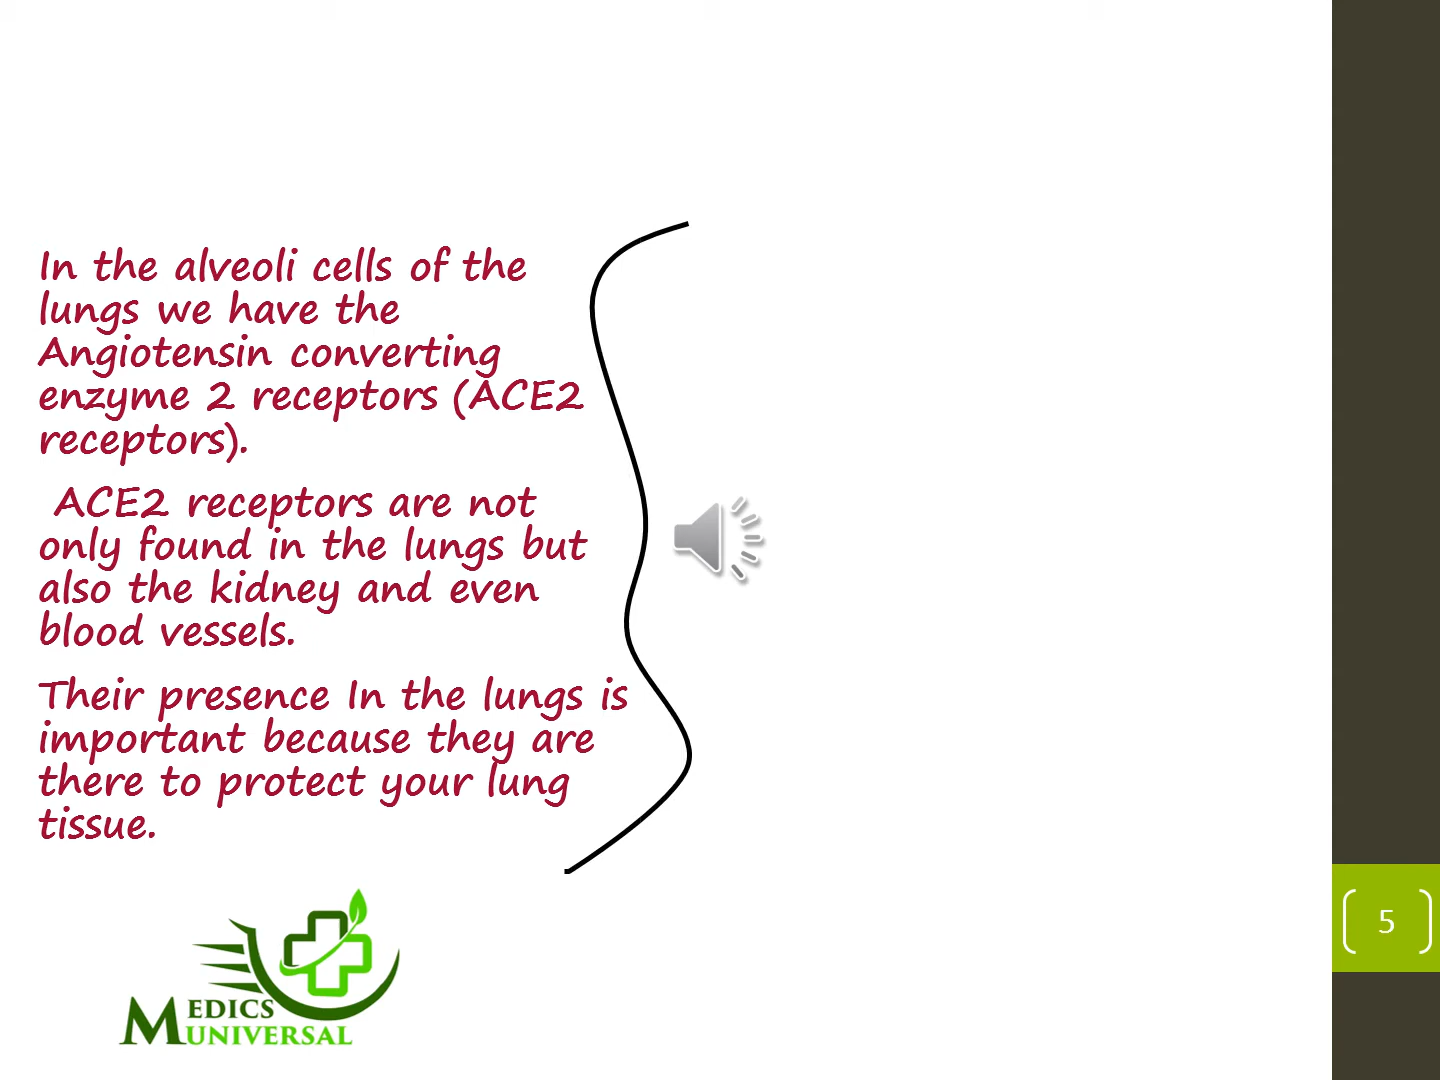 In the alveoli cells of the
lungs we have the
Angiotensin converting
enzyme 2 receptors (ACE2
receptors).
ACE2 receptors are not
only found in the lungs but
also the kidney and even
blood vessels.
Their presence In the lungs is
important because they are
there to protect your lung
tissue.
MEDICS
UNIVERSAL
5